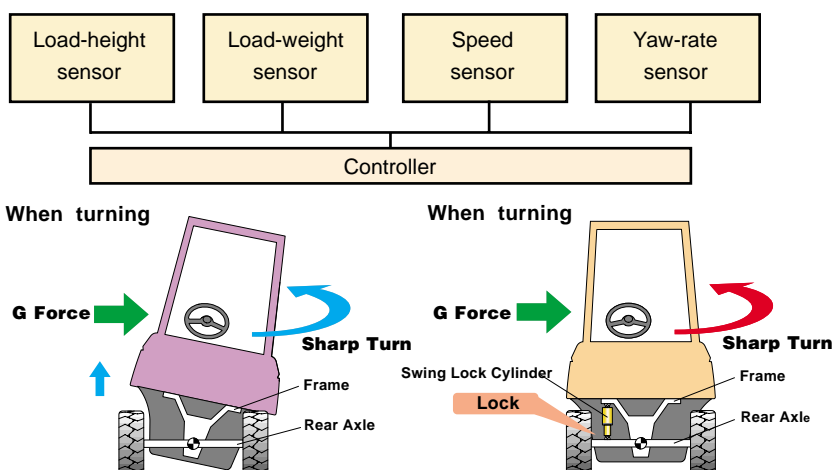 Load-height
sensor
Load-weight
sensor
Speed
sensor
Yaw-rate
sensor
Controller
When turning
G Force
Sharp Turn
Frame
Rear Axle
When turning
G Force
Sharp Turn
Swing Lock Cylinder
Lock
Frame
Rear Axle